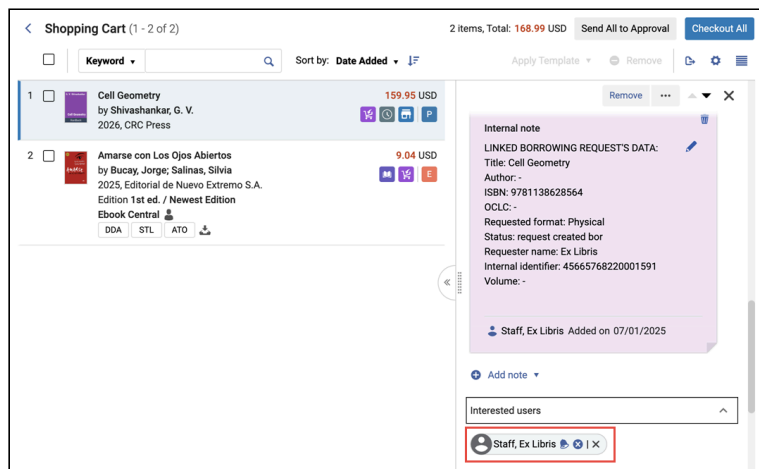 Shopping Cart (1 - 2 of 2)
2 items, Total: 168.99 USD
Send All to Approval
Checkout All
Keyword
Sort by: Date Added
Apply Template
Remove
1
Cell Geometry
159.95 USD
by Shivashankar, G. V.
2026, CRC Press
P
2
Amarse con Los Ojos Abiertos
9.04 USD
by Bucay, Jorge; Salinas, Silvia
2025, Editorial de Nuevo Extremo S.A.
E
Edition 1st ed. / Newest Edition
Ebook Central
DDA STL ATO
Remove
Internal note
LINKED BORROWING REQUEST'S DATA:
Title: Cell Geometry
Author: -
ISBN: 9781138628564
OCLC: -
Requested format: Physical
Status: request created bor
Requester name: Ex Libris
Internal identifier: 45665768220001591
Volume: -
Staff, Ex Libris Added on 07/01/2025
Add note
Interested users
Staff, Ex Libris